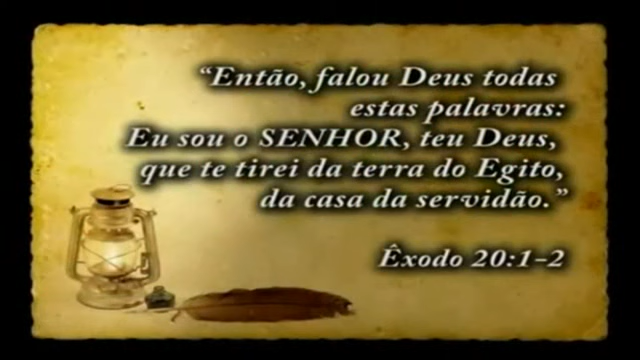 “Então, falou Deus todas
estas palavras:
Eu sou o SENHOR, teu Deus,
que te tirei da terra do Egito,
da casa da servidão.”
Êxodo 20:1-2